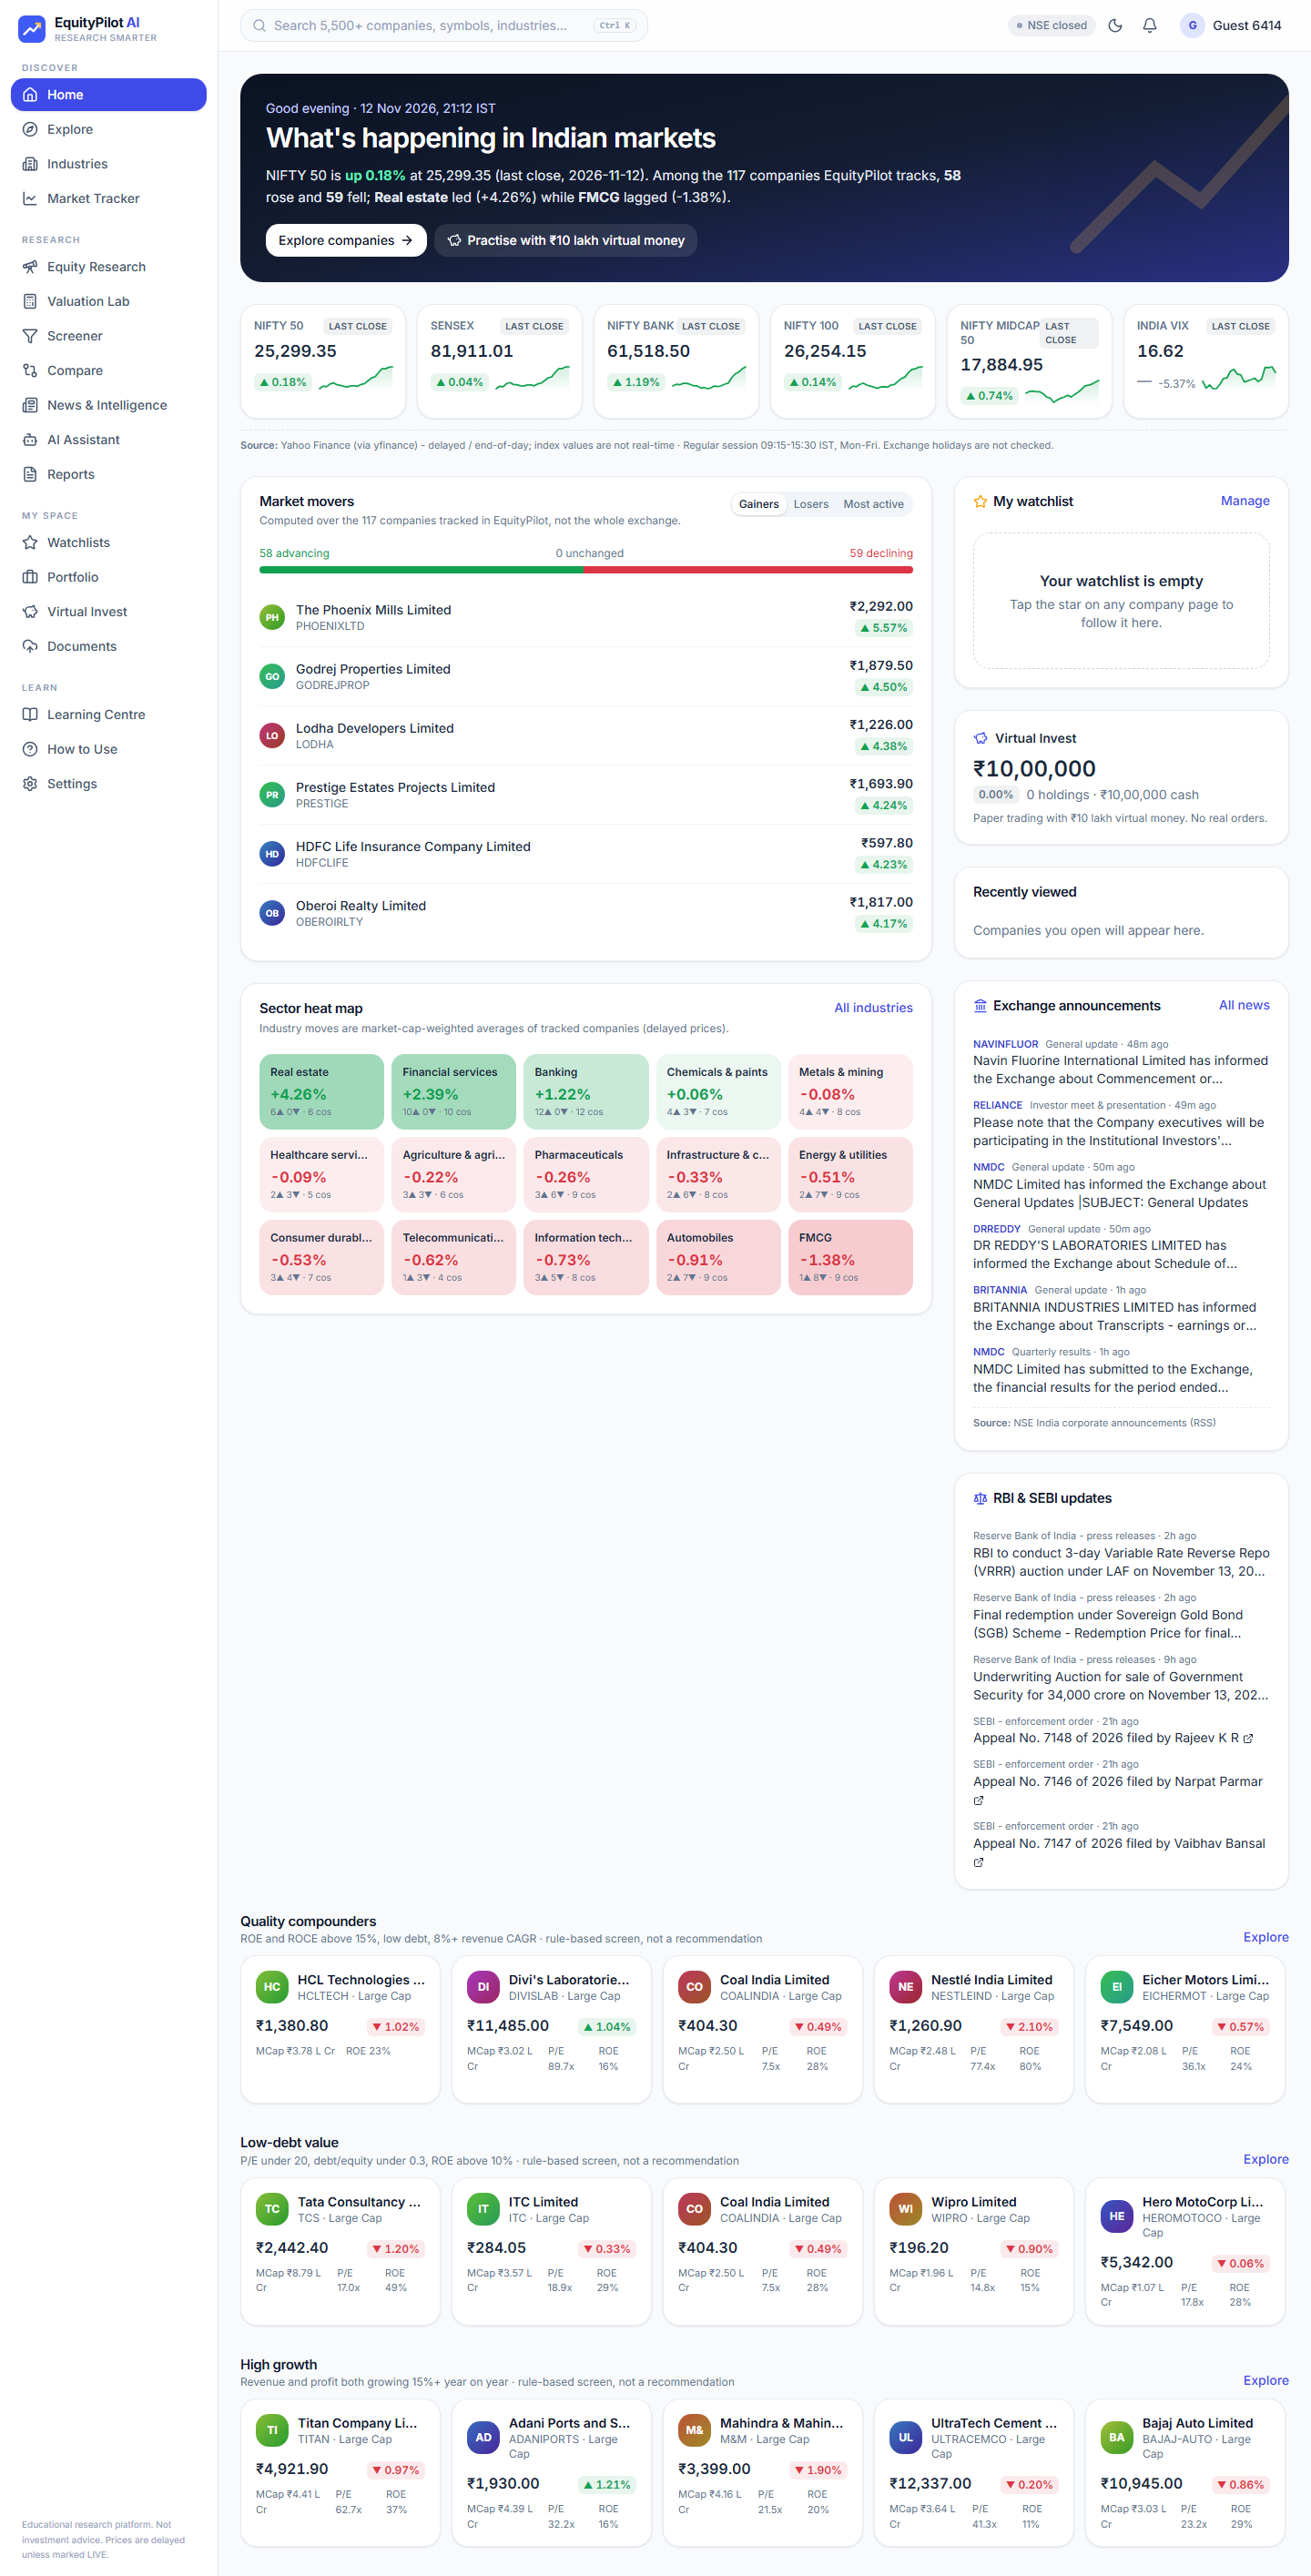 EquityPilot AI
RESEARCH SMARTER
DISCOVER
Home
Explore
Industries
Market Tracker
RESEARCH
Equity Research
Valuation Lab
Screener
Compare
News & Intelligence
AI Assistant
Reports
MY SPACE
Watchlists
Portfolio
Virtual Invest
Documents
LEARN
Learning Centre
How to Use
Settings
Educational research platform. Not
investment advice. Prices are delayed
unless marked LIVE.
Search 5,500+ companies, symbols, industries... Ctrl K
NSE closed
G Guest 6414
Good evening · 12 Nov 2026, 21:12 IST
What's happening in Indian markets
NIFTY 50 is up 0.18% at 25,299.35 (last close, 2026-11-12). Among the 117 companies EquityPilot tracks, 58
rose and 59 fell; Real estate led (+4.26%) while FMCG lagged (-1.38%).
Explore companies →
Practise with ₹10 lakh virtual money
NIFTY 50 LAST CLOSE
25,299.35
▲ 0.18%
SENSEX LAST CLOSE
81,911.01
▲ 0.04%
NIFTY BANK LAST CLOSE
61,518.50
▲ 1.19%
NIFTY 100 LAST CLOSE
26,254.15
▲ 0.14%
NIFTY MIDCAP LAST
50 CLOSE
17,884.95
▲ 0.74%
INDIA VIX LAST CLOSE
16.62
— -5.37%
Source: Yahoo Finance (via yfinance) - delayed / end-of-day; index values are not real-time · Regular session 09:15-15:30 IST, Mon-Fri. Exchange holidays are not checked.
Market movers
Computed over the 117 companies tracked in EquityPilot, not the whole exchange.
Gainers Losers Most active
58 advancing 0 unchanged 59 declining
PH The Phoenix Mills Limited ₹2,292.00
PHOENIXLTD ▲ 5.57%
GO Godrej Properties Limited ₹1,879.50
GODREJPROP ▲ 4.50%
LO Lodha Developers Limited ₹1,226.00
LODHA ▲ 4.38%
PR Prestige Estates Projects Limited ₹1,693.90
PRESTIGE ▲ 4.24%
HD HDFC Life Insurance Company Limited ₹597.80
HDFCLIFE ▲ 4.23%
OB Oberoi Realty Limited ₹1,817.00
OBEROIRLTY ▲ 4.17%
Sector heat map All industries
Industry moves are market-cap-weighted averages of tracked companies (delayed prices).
Real estate
+4.26%
6▲ 0▼ · 6 cos
Financial services
+2.39%
10▲ 0▼ · 10 cos
Banking
+1.22%
12▲ 0▼ · 12 cos
Chemicals & paints
+0.06%
4▲ 3▼ · 7 cos
Metals & mining
-0.08%
4▲ 4▼ · 8 cos
Healthcare servi...
-0.09%
2▲ 3▼ · 5 cos
Agriculture & agri...
-0.22%
3▲ 3▼ · 6 cos
Pharmaceuticals
-0.26%
3▲ 6▼ · 9 cos
Infrastructure & c...
-0.33%
2▲ 6▼ · 8 cos
Energy & utilities
-0.51%
2▲ 7▼ · 9 cos
Consumer durabl...
-0.53%
3▲ 4▼ · 7 cos
Telecommunicati...
-0.62%
1▲ 3▼ · 4 cos
Information tech...
-0.73%
3▲ 5▼ · 8 cos
Automobiles
-0.91%
2▲ 7▼ · 9 cos
FMCG
-1.38%
1▲ 8▼ · 9 cos
My watchlist Manage
Your watchlist is empty
Tap the star on any company page to
follow it here.
Virtual Invest
₹10,00,000
0.00% 0 holdings · ₹10,00,000 cash
Paper trading with ₹10 lakh virtual money. No real orders.
Recently viewed
Companies you open will appear here.
Exchange announcements All news
NAVINFLUOR General update · 48m ago
Navin Fluorine International Limited has informed
the Exchange about Commencement or...
RELIANCE Investor meet & presentation · 49m ago
Please note that the Company executives will be
participating in the Institutional Investors'...
NMDC General update · 50m ago
NMDC Limited has informed the Exchange about
General Updates |SUBJECT: General Updates
DRREDDY General update · 50m ago
DR REDDY'S LABORATORIES LIMITED has
informed the Exchange about Schedule of...
BRITANNIA General update · 1h ago
BRITANNIA INDUSTRIES LIMITED has informed
the Exchange about Transcripts - earnings or...
NMDC Quarterly results · 1h ago
NMDC Limited has submitted to the Exchange,
the financial results for the period ended...
Source: NSE India corporate announcements (RSS)
RBI & SEBI updates
Reserve Bank of India - press releases · 2h ago
RBI to conduct 3-day Variable Rate Reverse Repo
(VRRR) auction under LAF on November 13, 20...
Reserve Bank of India - press releases · 2h ago
Final redemption under Sovereign Gold Bond
(SGB) Scheme - Redemption Price for final...
Reserve Bank of India - press releases · 9h ago
Underwriting Auction for sale of Government
Security for 34,000 crore on November 13, 202...
SEBI - enforcement order · 21h ago
Appeal No. 7148 of 2026 filed by Rajeev K R
SEBI - enforcement order · 21h ago
Appeal No. 7146 of 2026 filed by Narpat Parmar
SEBI - enforcement order · 21h ago
Appeal No. 7147 of 2026 filed by Vaibhav Bansal
Quality compounders
ROE and ROCE above 15%, low debt, 8%+ revenue CAGR · rule-based screen, not a recommendation Explore
HC HCL Technologies ...
HCLTECH · Large Cap
₹1,380.80 ▼ 1.02%
MCap ₹3.78 L Cr ROE 23%
DI Divi's Laboratorie...
DIVISLAB · Large Cap
₹11,485.00 ▲ 1.04%
MCap ₹3.02 L P/E ROE
Cr 89.7x 16%
CO Coal India Limited
COALINDIA · Large Cap
₹404.30 ▼ 0.49%
MCap ₹2.50 L P/E ROE
Cr 7.5x 28%
NE Nestlé India Limited
NESTLEIND · Large Cap
₹1,260.90 ▼ 2.10%
MCap ₹2.48 L P/E ROE
Cr 77.4x 80%
EI Eicher Motors Limi...
EICHERMOT · Large Cap
₹7,549.00 ▼ 0.57%
MCap ₹2.08 L P/E ROE
Cr 36.1x 24%
Low-debt value
P/E under 20, debt/equity under 0.3, ROE above 10% · rule-based screen, not a recommendation Explore
TC Tata Consultancy ...
TCS · Large Cap
₹2,442.40 ▼ 1.20%
MCap ₹8.79 L P/E ROE
Cr 17.0x 49%
IT ITC Limited
ITC · Large Cap
₹284.05 ▼ 0.33%
MCap ₹3.57 L P/E ROE
Cr 18.9x 29%
CO Coal India Limited
COALINDIA · Large Cap
₹404.30 ▼ 0.49%
MCap ₹2.50 L P/E ROE
Cr 7.5x 28%
WI Wipro Limited
WIPRO · Large Cap
₹196.20 ▼ 0.90%
MCap ₹1.96 L P/E ROE
Cr 14.8x 15%
HE Hero MotoCorp Li...
HEROMOTOCO · Large
Cap
₹5,342.00 ▼ 0.06%
MCap ₹1.07 L P/E ROE
Cr 17.8x 28%
High growth
Revenue and profit both growing 15%+ year on year · rule-based screen, not a recommendation Explore
TI Titan Company Li...
TITAN · Large Cap
₹4,921.90 ▼ 0.97%
MCap ₹4.41 L P/E ROE
Cr 62.7x 37%
AD Adani Ports and S...
ADANIPORTS · Large
Cap
₹1,930.00 ▲ 1.21%
MCap ₹4.39 L P/E ROE
Cr 32.2x 16%
M& Mahindra & Mahin...
M&M · Large Cap
₹3,399.00 ▼ 1.90%
MCap ₹4.16 L P/E ROE
Cr 21.5x 20%
UL UltraTech Cement ...
ULTRACEMCO · Large
Cap
₹12,337.00 ▼ 0.20%
MCap ₹3.64 L P/E ROE
Cr 41.3x 11%
BA Bajaj Auto Limited
BAJAJ-AUTO · Large
Cap
₹10,945.00 ▼ 0.86%
MCap ₹3.03 L P/E ROE
Cr 23.2x 29%